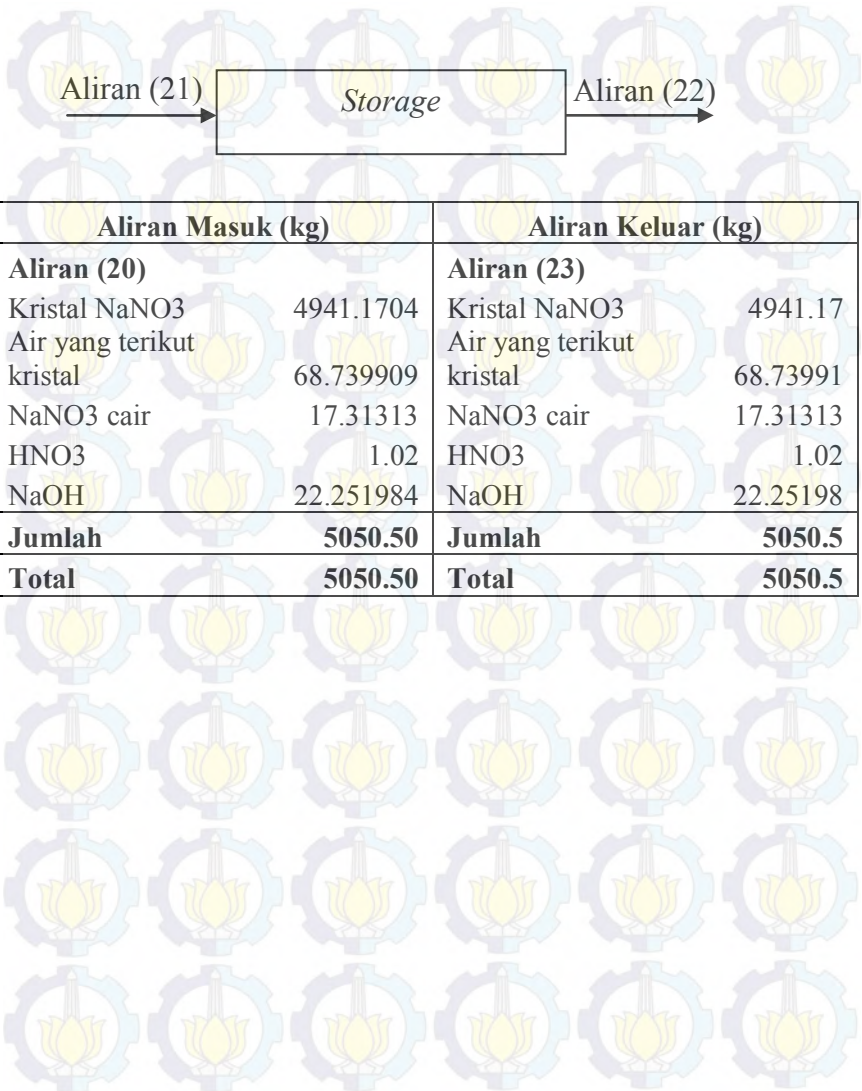 Aliran (21) Storage Aliran (22)
Aliran Masuk (kg) Aliran Keluar (kg)
Aliran (20) Aliran (23)
Kristal NaNO3 4941.1704 Kristal NaNO3 4941.17
Air yang terikut Air yang terikut
kristal 68.739909 kristal 68.73991
NaNO3 cair 17.31313 NaNO3 cair 17.31313
HNO3 1.02 HNO3 1.02
NaOH 22.251984 NaOH 22.25198
Jumlah 5050.50 Jumlah 5050.5
Total 5050.50 Total 5050.5